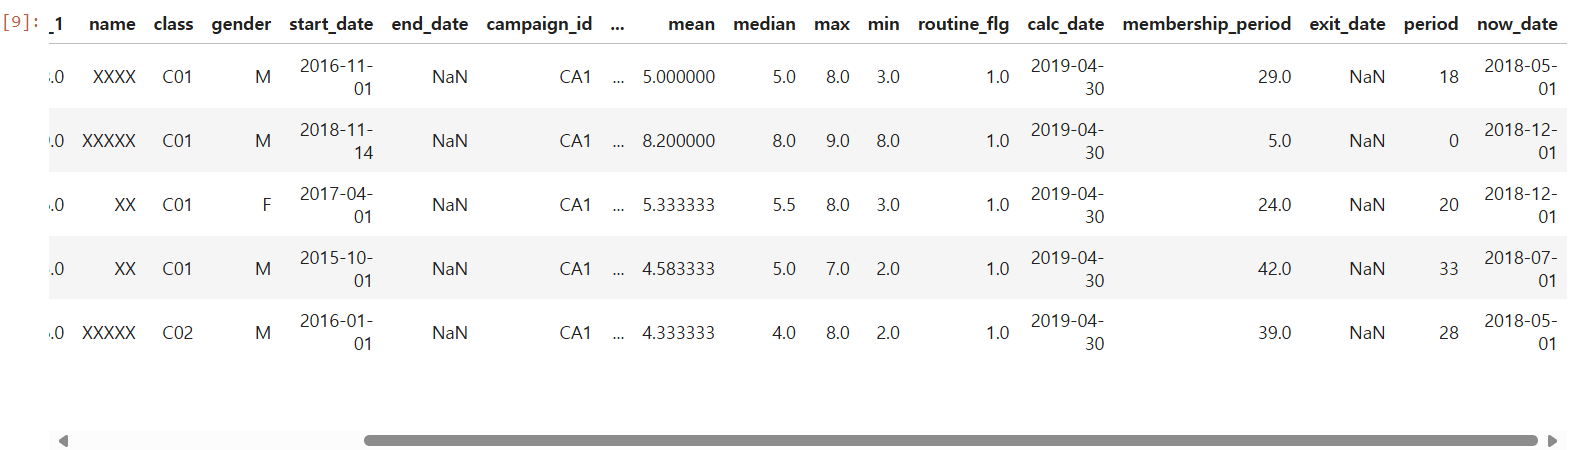 [9]: _1 name class gender start_date end_date campaign_id ... mean median max min routine_flg calc_date membership_period exit_date period now_date
.0 XXXX C01 M 2016-11-01 NaN CA1 ... 5.000000 5.0 8.0 3.0 1.0 2019-04-30 29.0 NaN 18 2018-05-01
.0 XXXXX C01 M 2018-11-14 NaN CA1 ... 8.200000 8.0 9.0 8.0 1.0 2019-04-30 5.0 NaN 0 2018-12-01
.0 XX C01 F 2017-04-01 NaN CA1 ... 5.333333 5.5 8.0 3.0 1.0 2019-04-30 24.0 NaN 20 2018-12-01
.0 XX C01 M 2015-10-01 NaN CA1 ... 4.583333 5.0 7.0 2.0 1.0 2019-04-30 42.0 NaN 33 2018-07-01
.0 XXXXX C02 M 2016-01-01 NaN CA1 ... 4.333333 4.0 8.0 2.0 1.0 2019-04-30 39.0 NaN 28 2018-05-01